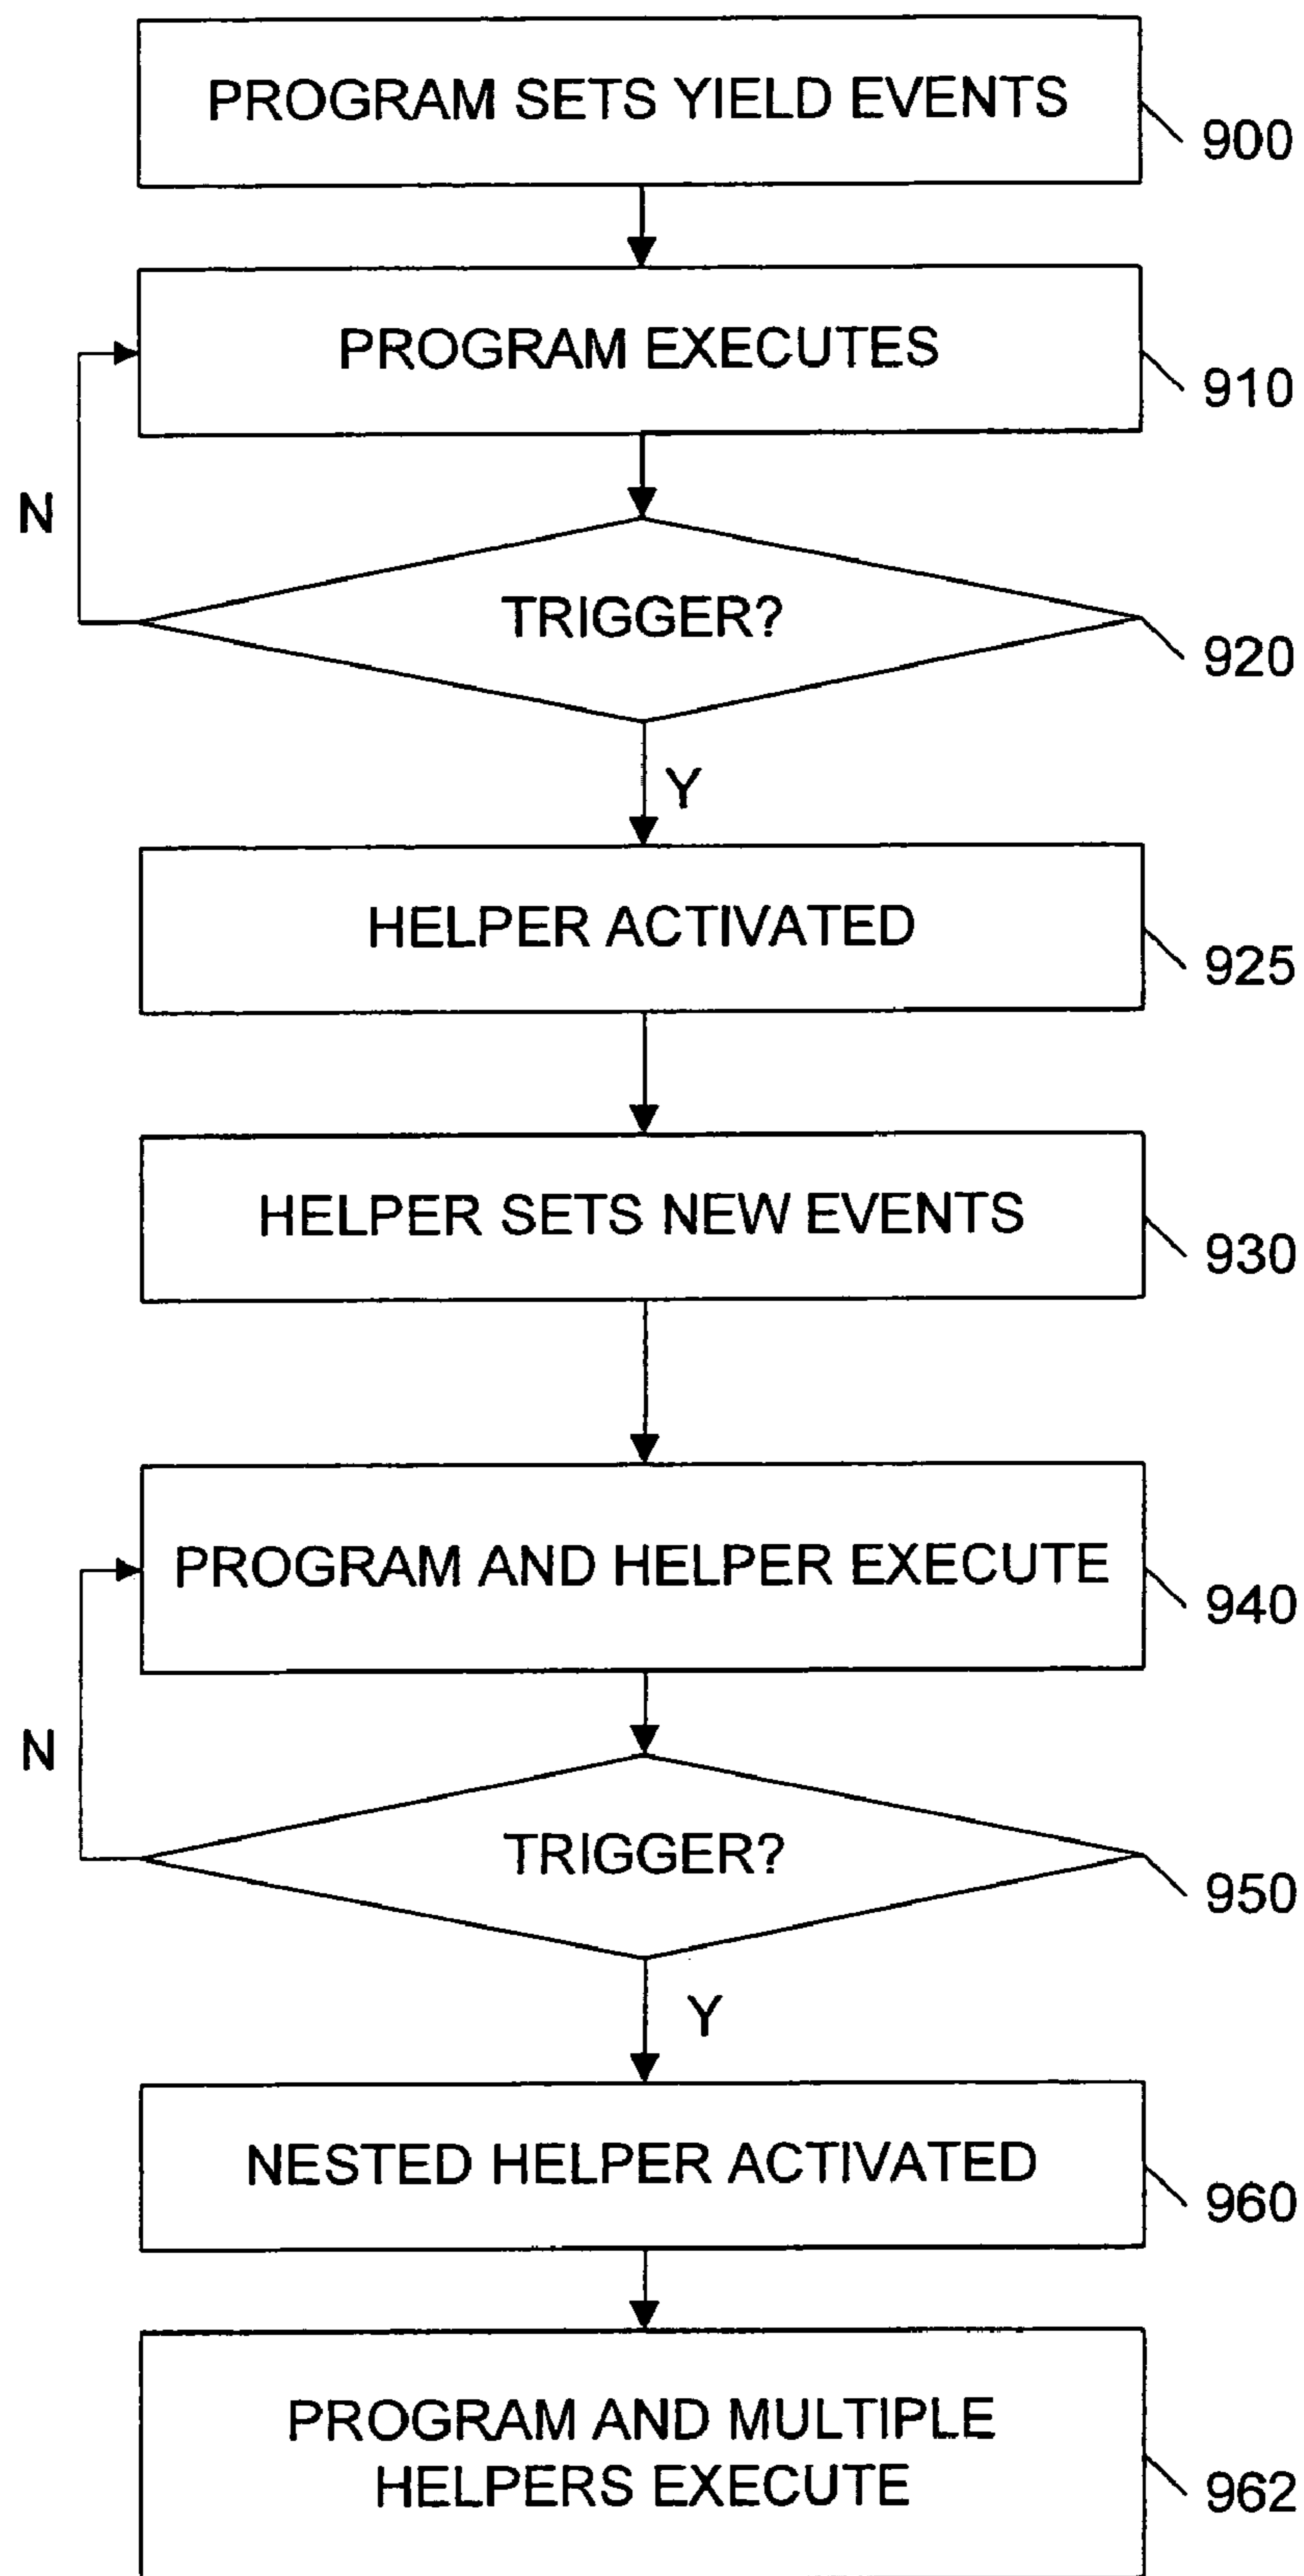 PROGRAM SETS YIELD EVENTS
900
PROGRAM EXECUTES
910
N
TRIGGER?
920
Y
HELPER ACTIVATED
925
HELPER SETS NEW EVENTS
930
PROGRAM AND HELPER EXECUTE
940
N
TRIGGER?
950
Y
NESTED HELPER ACTIVATED
960
PROGRAM AND MULTIPLE
HELPERS EXECUTE
962